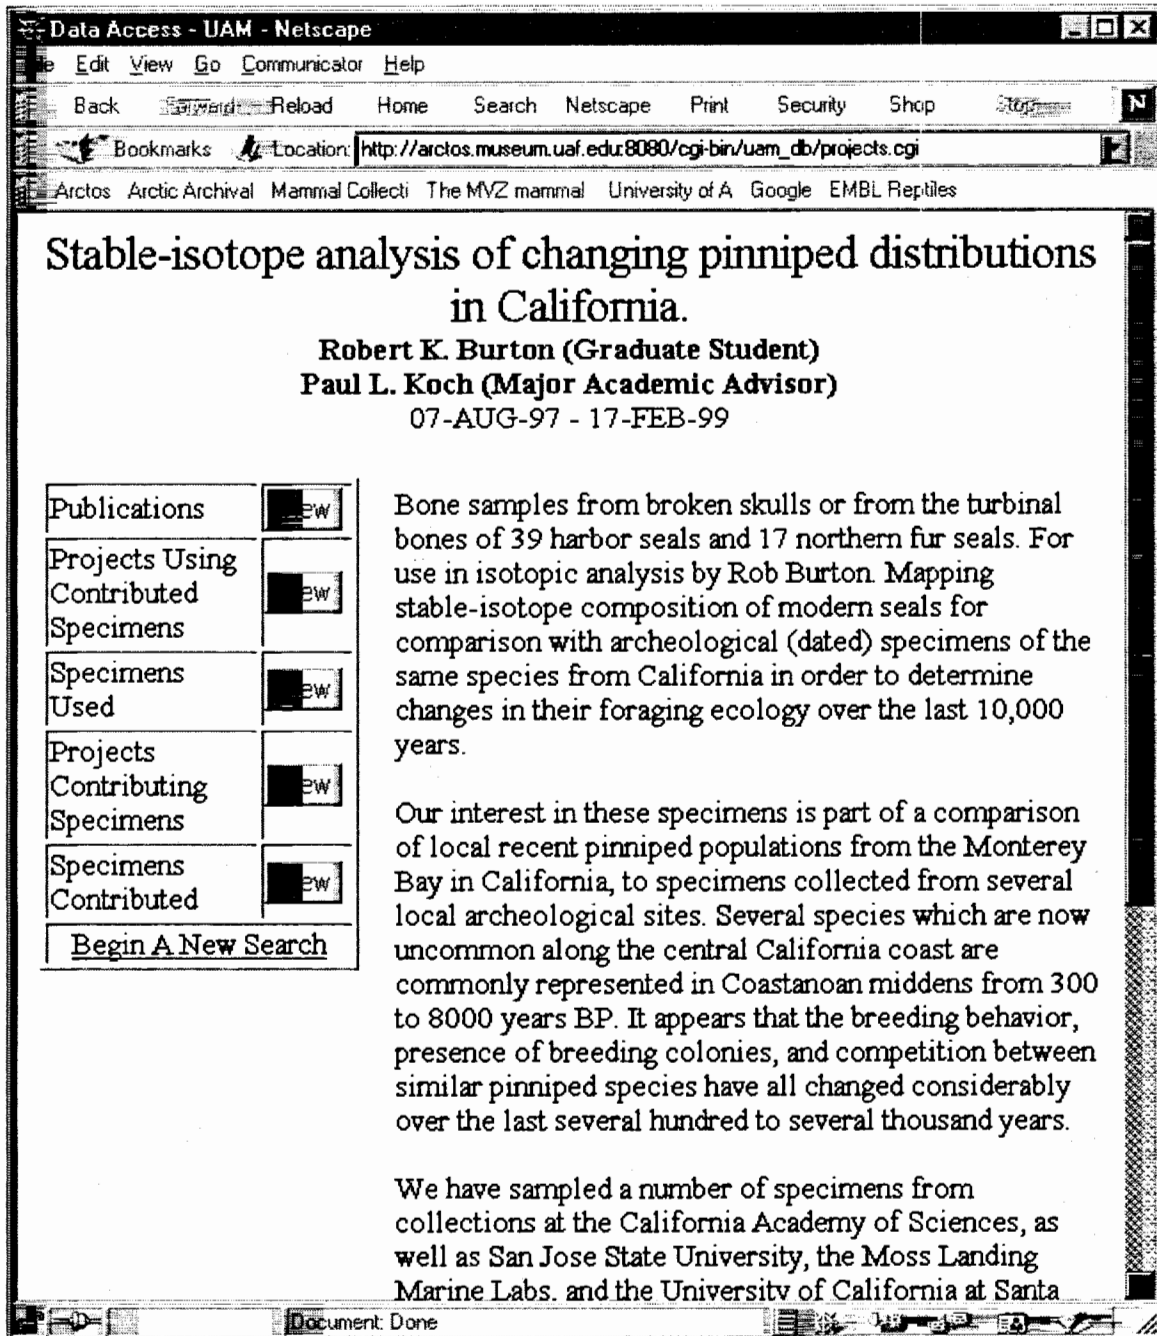 Data Access - UAM - Netscape
Edit View Go Communicator Help
Back Forward Reload Home Search Netscape Print Security Shop Stop N
Bookmarks Location: http://arctos.museum.uaf.edu:8080/cgi-bin/uam_db/projects.cgi
Arctos Arctic Archival Mammal Collecti The MVZ mammal University of A Google EMBL Reptiles
Stable-isotope analysis of changing pinniped distributions
in California.
Robert K. Burton (Graduate Student)
Paul L. Koch (Major Academic Advisor)
07-AUG-97 - 17-FEB-99
Publications
Projects Using
Contributed
Specimens
Specimens
Used
Projects
Contributing
Specimens
Specimens
Contributed
Begin A New Search
Bone samples from broken skulls or from the turbinal
bones of 39 harbor seals and 17 northern fur seals. For
use in isotopic analysis by Rob Burton. Mapping
stable-isotope composition of modern seals for
comparison with archeological (dated) specimens of the
same species from California in order to determine
changes in their foraging ecology over the last 10,000
years.
Our interest in these specimens is part of a comparison
of local recent pinniped populations from the Monterey
Bay in California, to specimens collected from several
local archeological sites. Several species which are now
uncommon along the central California coast are
commonly represented in Coastanoan middens from 300
to 8000 years BP. It appears that the breeding behavior,
presence of breeding colonies, and competition between
similar pinniped species have all changed considerably
over the last several hundred to several thousand years.
We have sampled a number of specimens from
collections at the California Academy of Sciences, as
well as San Jose State University, the Moss Landing
Marine Labs, and the University of California at Santa
Document: Done